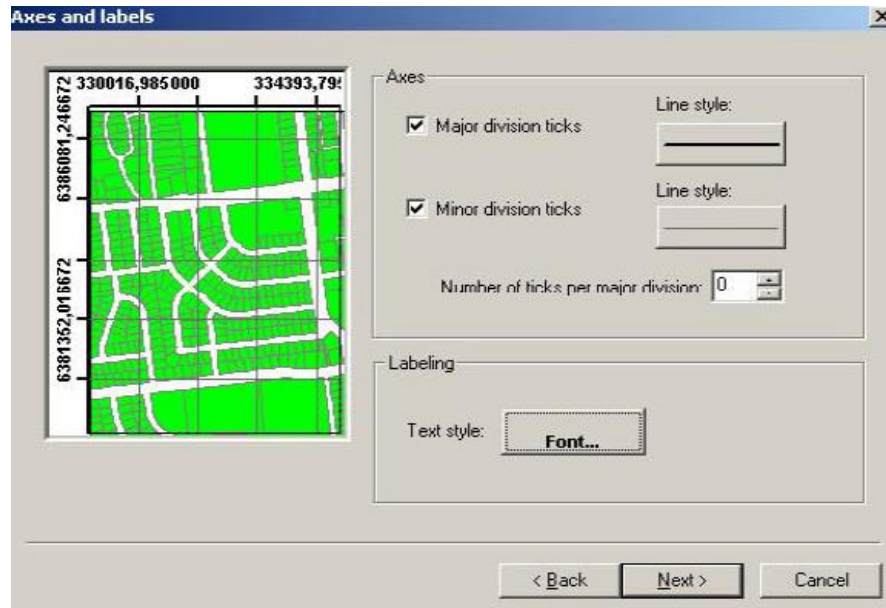 Axes and labels
330016,985000 334393,79
6386081,246672
6381352,016672
Axes
Major division ticks
Line style:
Minor division ticks
Line style:
Number of ticks per major division: 0
Labeling
Text style: Font...
< Back Next > Cancel